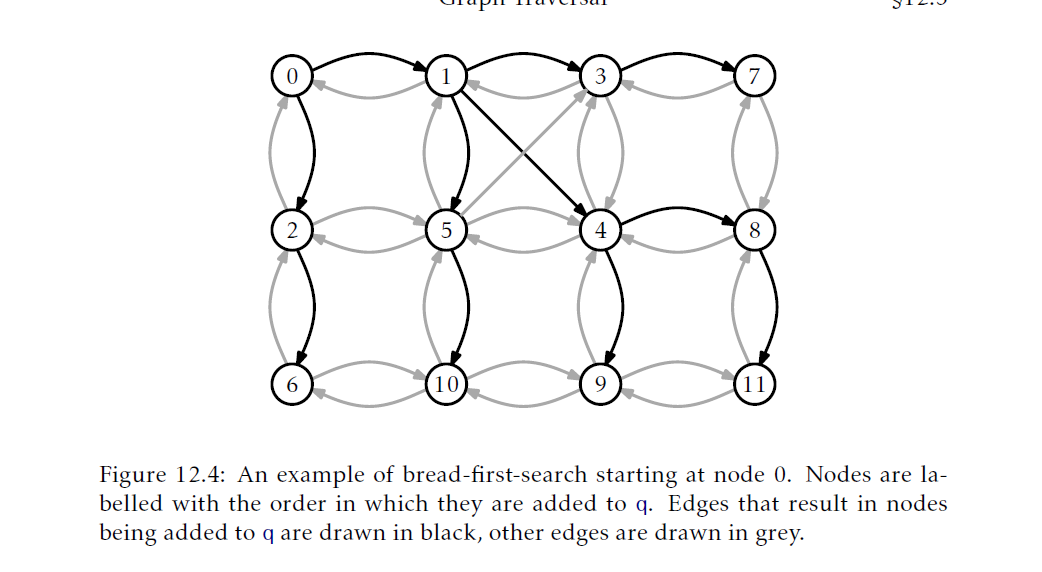 Graph Traversal §12.3
0 1 3 7
2 5 4 8
6 10 9 11
Figure 12.4: An example of bread-first-search starting at node 0. Nodes are la-
belled with the order in which they are added to q. Edges that result in nodes
being added to q are drawn in black, other edges are drawn in grey.